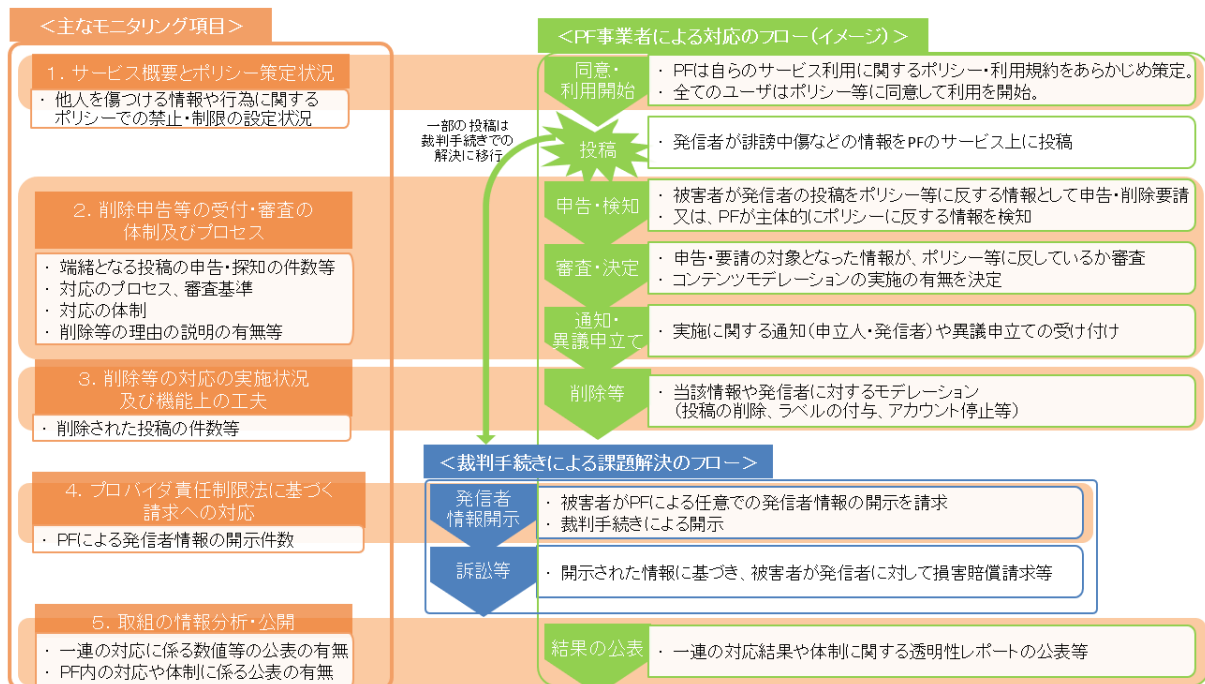 ＜主なモニタリング項目＞
1. サービス概要とポリシー策定状況
・ 他人を傷つける情報や行為に関する
ポリシーでの禁止・制限の設定状況
2. 削除申告等の受付・審査の
体制及びプロセス
・ 端緒となる投稿の申告・探知の件数等
・ 対応のプロセス、審査基準
・ 対応の体制
・ 削除等の理由の説明の有無等
3. 削除等の対応の実施状況
及び機能上の工夫
・ 削除された投稿の件数等
4. プロバイダ責任制限法に基づく
請求への対応
・ PFによる発信者情報の開示件数
5. 取組の情報分析・公開
・ 一連の対応に係る数値等の公表の有無
・ PF内の対応や体制に係る公表の有無
＜PF事業者による対応のフロー（イメージ）＞
同意・
利用開始
・ PFは自らのサービス利用に関するポリシー・利用規約をあらかじめ策定。
・ 全てのユーザはポリシー等に同意して利用を開始。
一部の投稿は
裁判手続きでの
解決に移行
投稿
・ 発信者が誹謗中傷などの情報をPFのサービス上に投稿
申告・検知
・ 被害者が発信者の投稿をポリシー等に反する情報として申告・削除要請
・ 又は、PFが主体的にポリシーに反する情報を検知
審査・決定
・ 申告・要請の対象となった情報が、ポリシー等に反しているか審査
・ コンテンツモデレーションの実施の有無を決定
通知・
異議申立て
・ 実施に関する通知（申立人・発信者）や異議申立ての受け付け
削除等
・ 当該情報や発信者に対するモデレーション
（投稿の削除、ラベルの付与、アカウント停止等）
＜裁判手続きによる課題解決のフロー＞
発信者
情報開示
・ 被害者がPFによる任意での発信者情報の開示を請求
・ 裁判手続きによる開示
訴訟等
・ 開示された情報に基づき、被害者が発信者に対して損害賠償請求等
結果の公表
・ 一連の対応結果や体制に関する透明性レポートの公表等